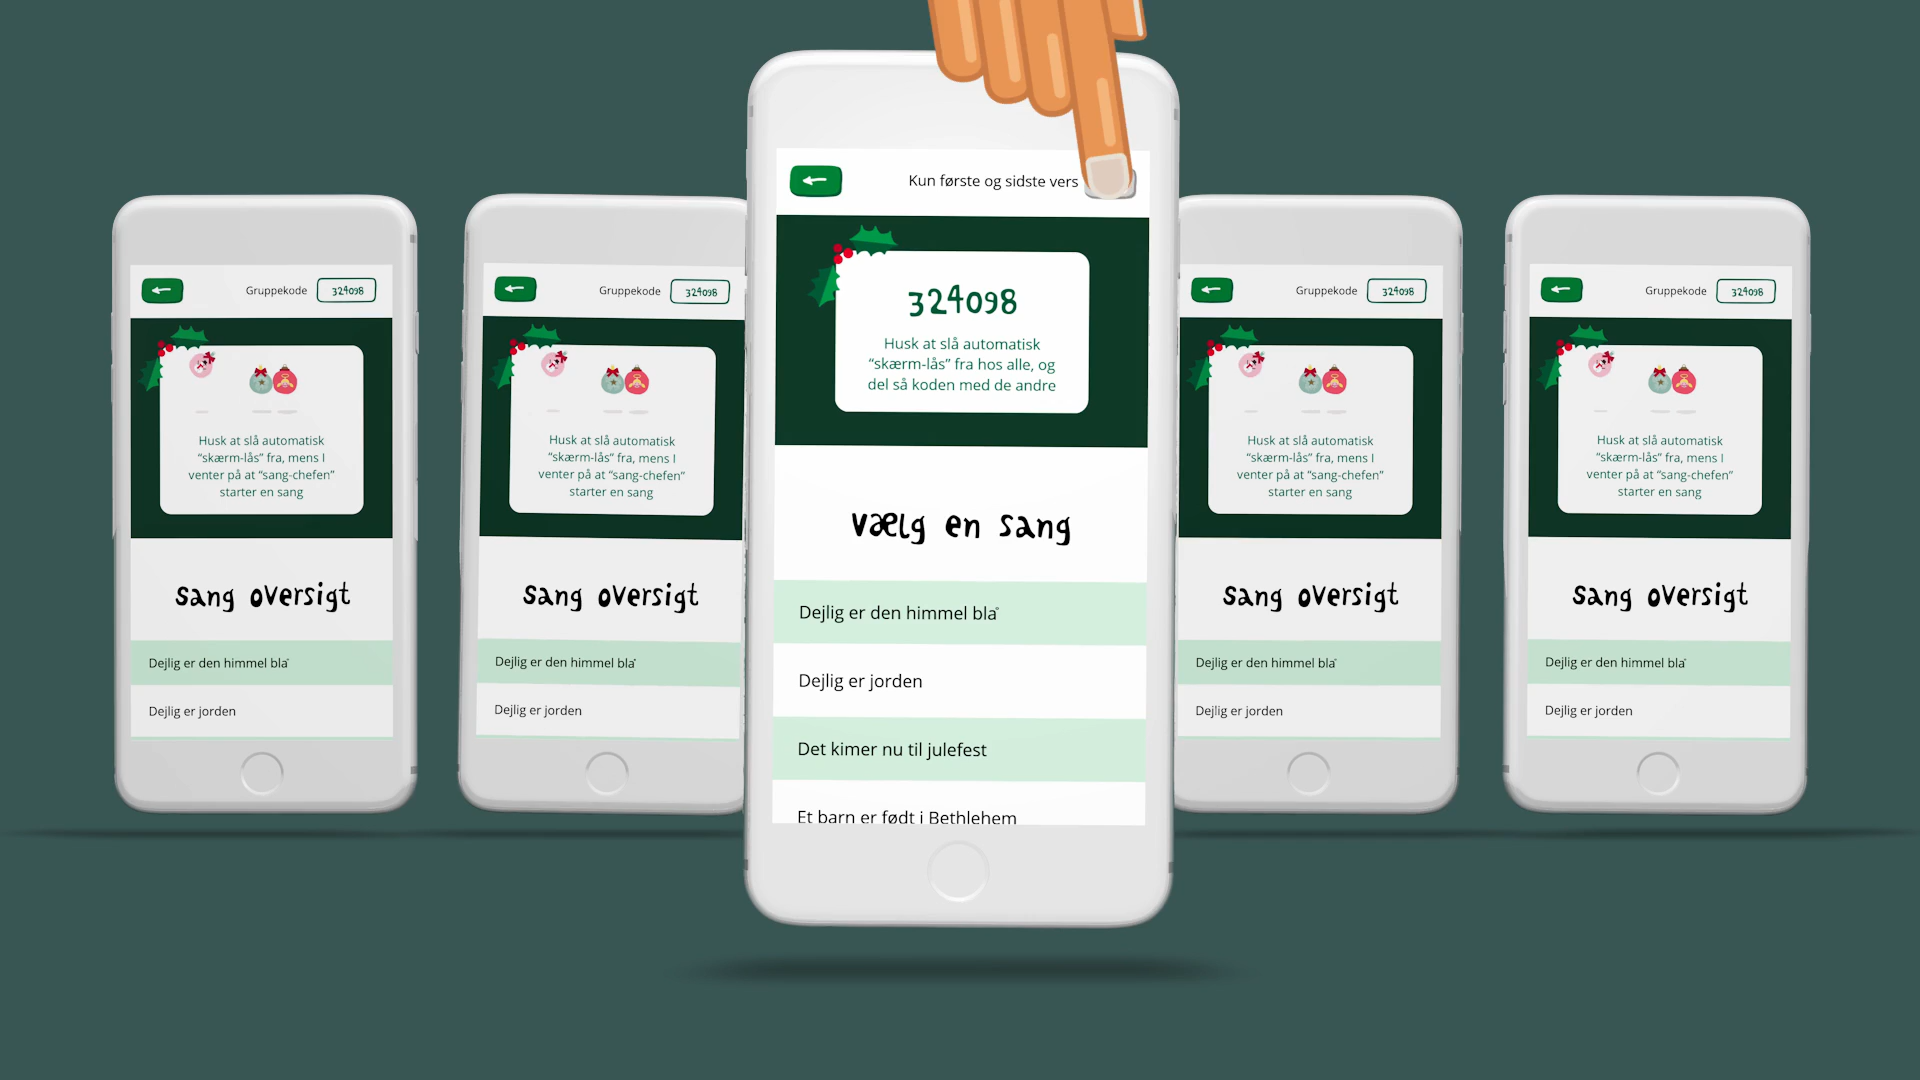 Gruppekode 324098
Husk at slå automatisk
“skærm-lås” fra, mens I
venter på at “sang-chefen”
starter en sang
Sang oversigt
Dejlig er den himmel blå
Dejlig er jorden
Gruppekode 324098
Husk at slå automatisk
“skærm-lås” fra, mens I
venter på at “sang-chefen”
starter en sang
Sang oversigt
Dejlig er den himmel blå
Dejlig er jorden
Kun første og sidste vers
324098
Husk at slå automatisk
“skærm-lås” fra hos alle, og
del så koden med de andre
Vælg en sang
Dejlig er den himmel blå
Dejlig er jorden
Det kimer nu til julefest
Et barn er født i Bethlehem
Gruppekode 324098
Husk at slå automatisk
“skærm-lås” fra, mens I
venter på at “sang-chefen”
starter en sang
Sang oversigt
Dejlig er den himmel blå
Dejlig er jorden
Gruppekode 324098
Husk at slå automatisk
“skærm-lås” fra, mens I
venter på at “sang-chefen”
starter en sang
Sang oversigt
Dejlig er den himmel blå
Dejlig er jorden